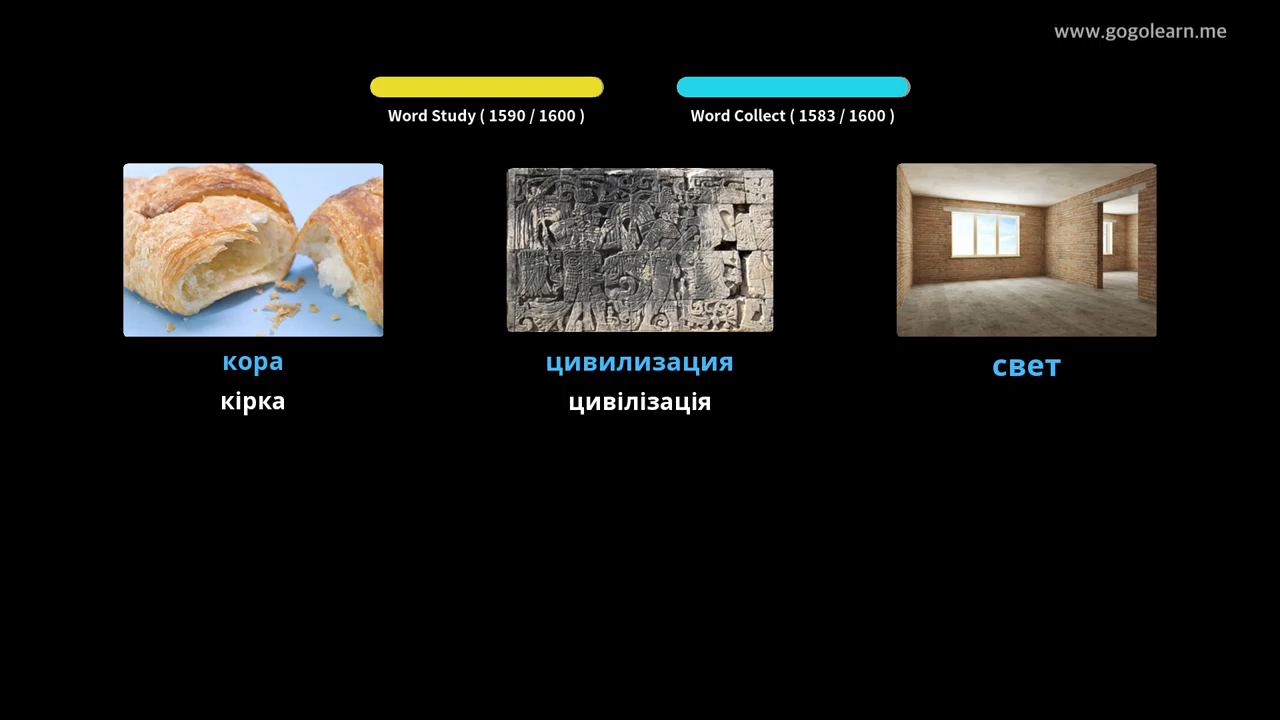 www.gogolearn.me
Word Study ( 1590 / 1600 )
Word Collect ( 1583 / 1600 )
кора
цивилизация
свет
кірка
цивілізація